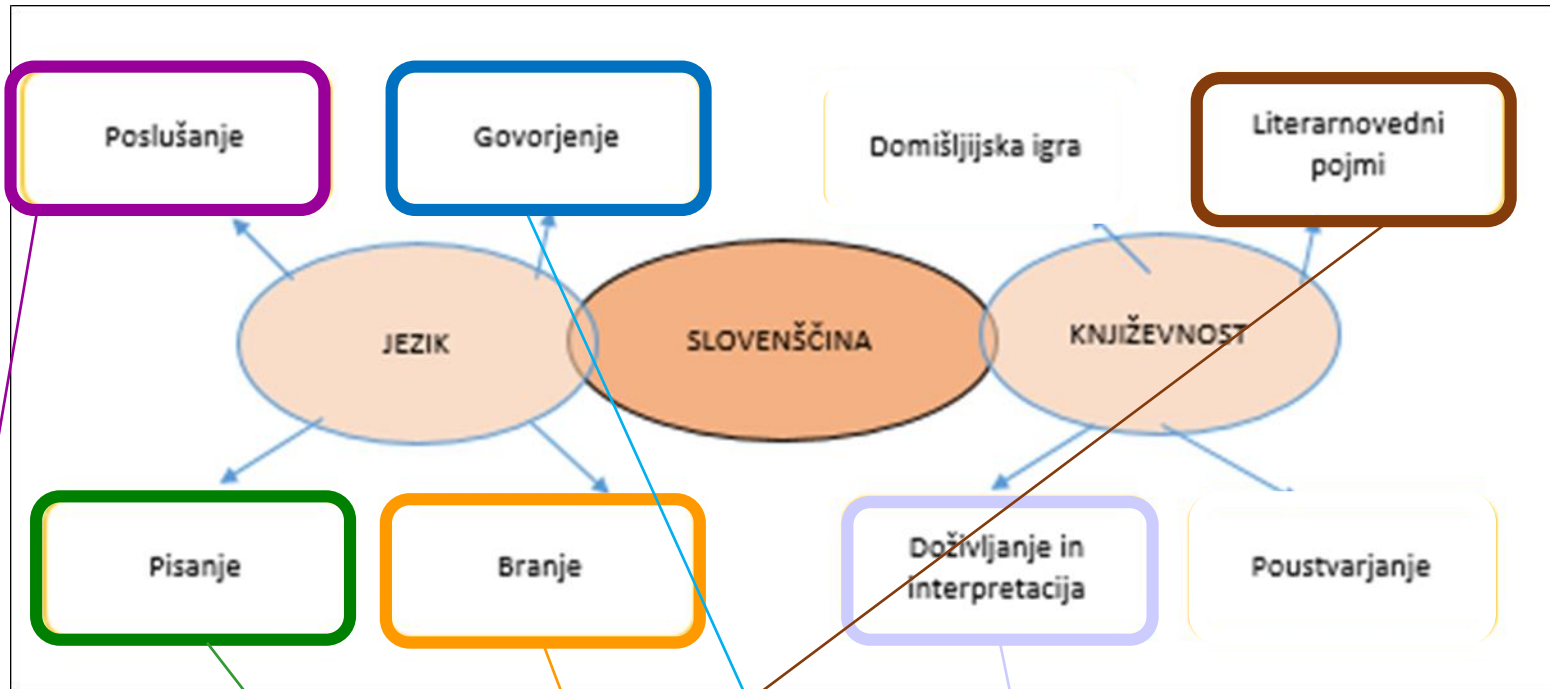 Poslušanje
Govorjenje
Domišljijska igra
Literarnovedni
pojmi
JEZIK
SLOVENŠČINA
KNJIŽEVNOST
Pisanje
Branje
Doživljanje in
interpretacija
Poustvarjanje